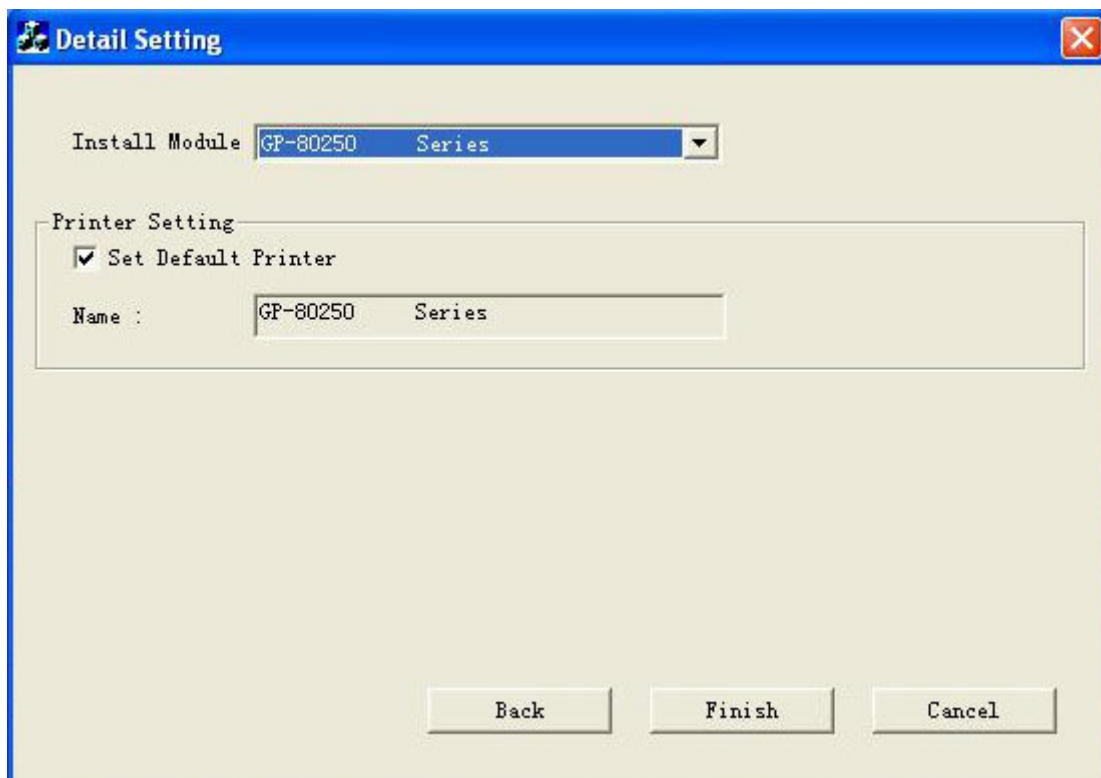 Detail Setting
Install Module GP-80250 Series
Printer Setting
Set Default Printer
Name : GP-80250 Series
Back Finish Cancel